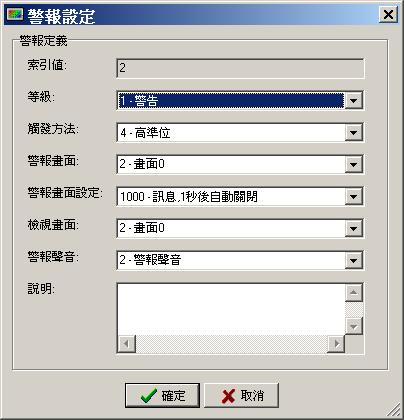 警報設定
警報定義
索引值: 2
等級: 1 - 警告
觸發方法: 4 - 高準位
警報畫面: 2 - 畫面0
警報畫面設定: 1000 - 訊息,1秒後自動關閉
檢視畫面: 2 - 畫面0
警報聲音: 2 - 警報聲音
說明:
確定 取消